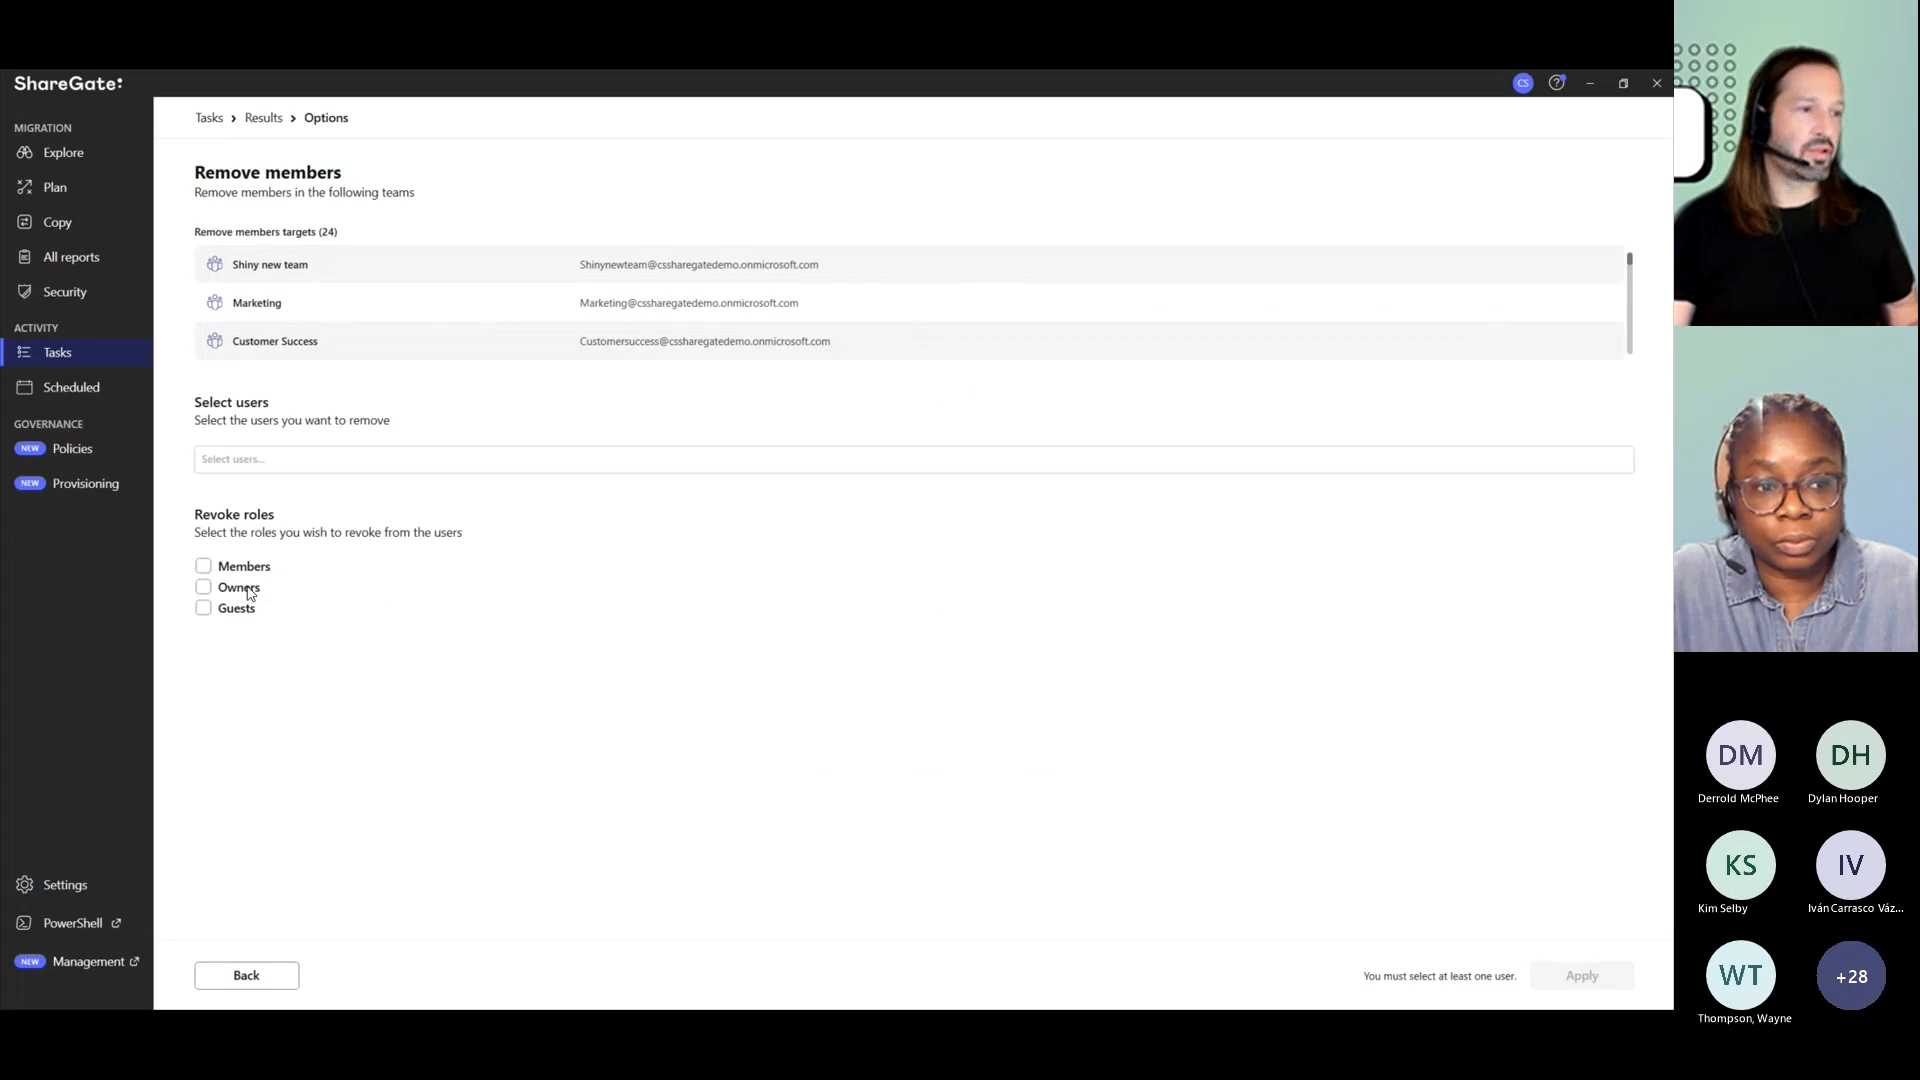 ShareGate:
CS
MIGRATION
Explore
Plan
Copy
All reports
Security
ACTIVITY
Tasks
Scheduled
GOVERNANCE
NEW Policies
NEW Provisioning
Settings
PowerShell
NEW Management
Tasks > Results > Options
Remove members
Remove members in the following teams
Remove members targets (24)
Shiny new team Shinynewteam@cssharegatedemo.onmicrosoft.com
Marketing Marketing@cssharegatedemo.onmicrosoft.com
Customer Success Customersuccess@cssharegatedemo.onmicrosoft.com
Select users
Select the users you want to remove
Select users...
Revoke roles
Select the roles you wish to revoke from the users
Members
Owners
Guests
Back
You must select at least one user.
Apply
DM
Derrold McPhee
DH
Dylan Hooper
KS
Kim Selby
IV
Iván Carrasco Váz...
WT
Thompson, Wayne
+28